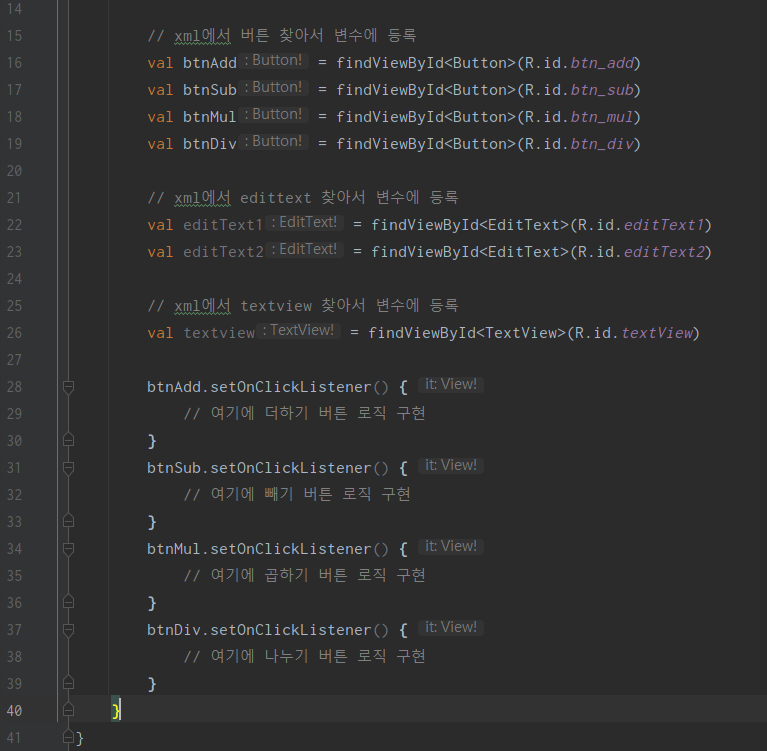 14
15 // xml에서 버튼 찾아서 변수에 등록
16 val btnAdd : Button! = findViewById<Button>(R.id.btn_add)
17 val btnSub : Button! = findViewById<Button>(R.id.btn_sub)
18 val btnMul : Button! = findViewById<Button>(R.id.btn_mul)
19 val btnDiv : Button! = findViewById<Button>(R.id.btn_div)
20
21 // xml에서 edittext 찾아서 변수에 등록
22 val editText1 : EditText! = findViewById<EditText>(R.id.editText1)
23 val editText2 : EditText! = findViewById<EditText>(R.id.editText2)
24
25 // xml에서 textview 찾아서 변수에 등록
26 val textview : TextView! = findViewById<TextView>(R.id.textView)
27
28 btnAdd.setOnClickListener() { it: View!
29 // 여기에 더하기 버튼 로직 구현
30 }
31 btnSub.setOnClickListener() { it: View!
32 // 여기에 빼기 버튼 로직 구현
33 }
34 btnMul.setOnClickListener() { it: View!
35 // 여기에 곱하기 버튼 로직 구현
36 }
37 btnDiv.setOnClickListener() { it: View!
38 // 여기에 나누기 버튼 로직 구현
39 }
40 }
41 }